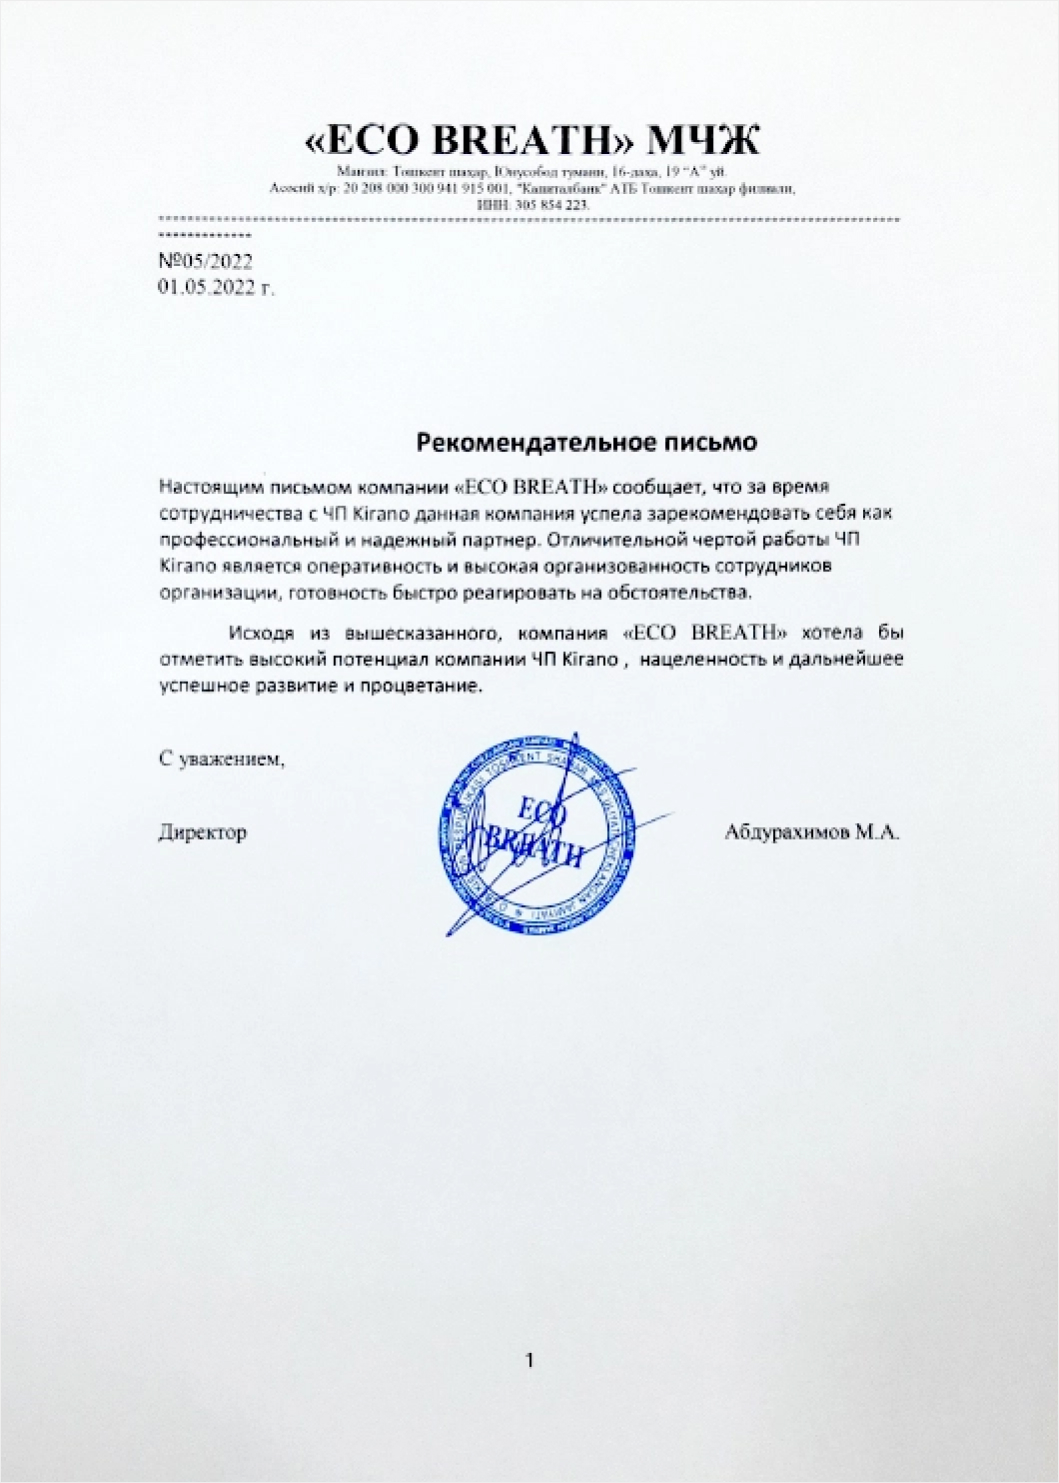 «ECO BREATH» МЧЖ
Манзил: Тошкент шаҳар, Юнусобод тумани, 16-даҳа, 19 “А” уй.
Асосий х/р: 20 208 000 300 941 915 001, "Капиталбанк" АТБ Тошкент шаҳар филиали,
ИНН: 305 854 223.
№05/2022
01.05.2022 г.
Рекомендательное письмо
Настоящим письмом компании «ECO BREATH» сообщает, что за время
сотрудничества с ЧП Kirano данная компания успела зарекомендовать себя как
профессиональный и надежный партнер. Отличительной чертой работы ЧП
Kirano является оперативность и высокая организованность сотрудников
организации, готовность быстро реагировать на обстоятельства.
Исходя из вышесказанного, компания «ECO BREATH» хотела бы
отметить высокий потенциал компании ЧП Kirano , нацеленность и дальнейшее
успешное развитие и процветание.
С уважением,
Директор
ECO
BREATH
TOSHKENT SHAHAR
JAMIYATI
Абдурахимов М.А.
1